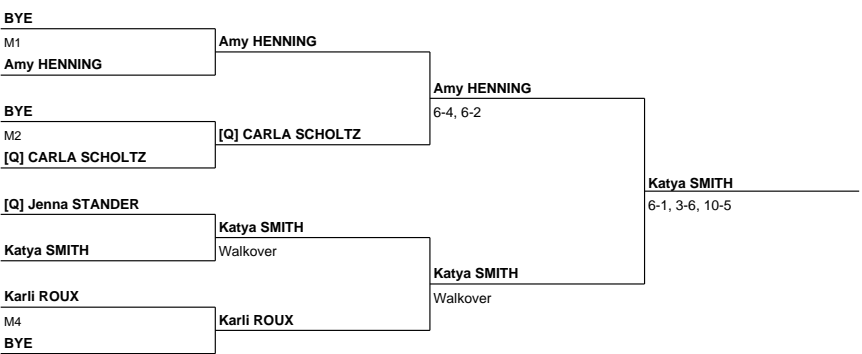 BYE
M1
Amy HENNING
Amy HENNING
Amy HENNING
6-4, 6-2
BYE
M2
[Q] CARLA SCHOLTZ
[Q] CARLA SCHOLTZ
Katya SMITH
6-1, 3-6, 10-5
[Q] Jenna STANDER
Katya SMITH
Katya SMITH
Walkover
Katya SMITH
Walkover
Karli ROUX
M4
Karli ROUX
BYE